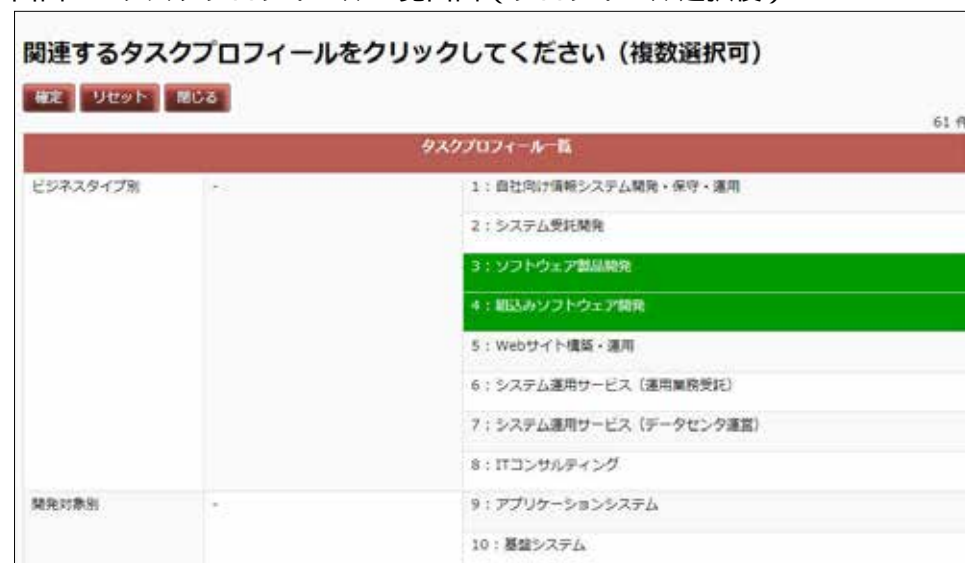 関連するタスクプロフィールをクリックしてください（複数選択可）
確定 リセット 閉じる
61
タスクプロフィール一覧
ビジネスタイプ別 - 1：自社向け情報システム開発・保守・運用
2：システム受託開発
3：ソフトウェア製品開発
4：組込みソフトウェア開発
5：Webサイト構築・運用
6：システム運用サービス（運用業務受託）
7：システム運用サービス（データセンタ運営）
8：ITコンサルティング
開発対象別 - 9：アプリケーションシステム
10：基盤システム